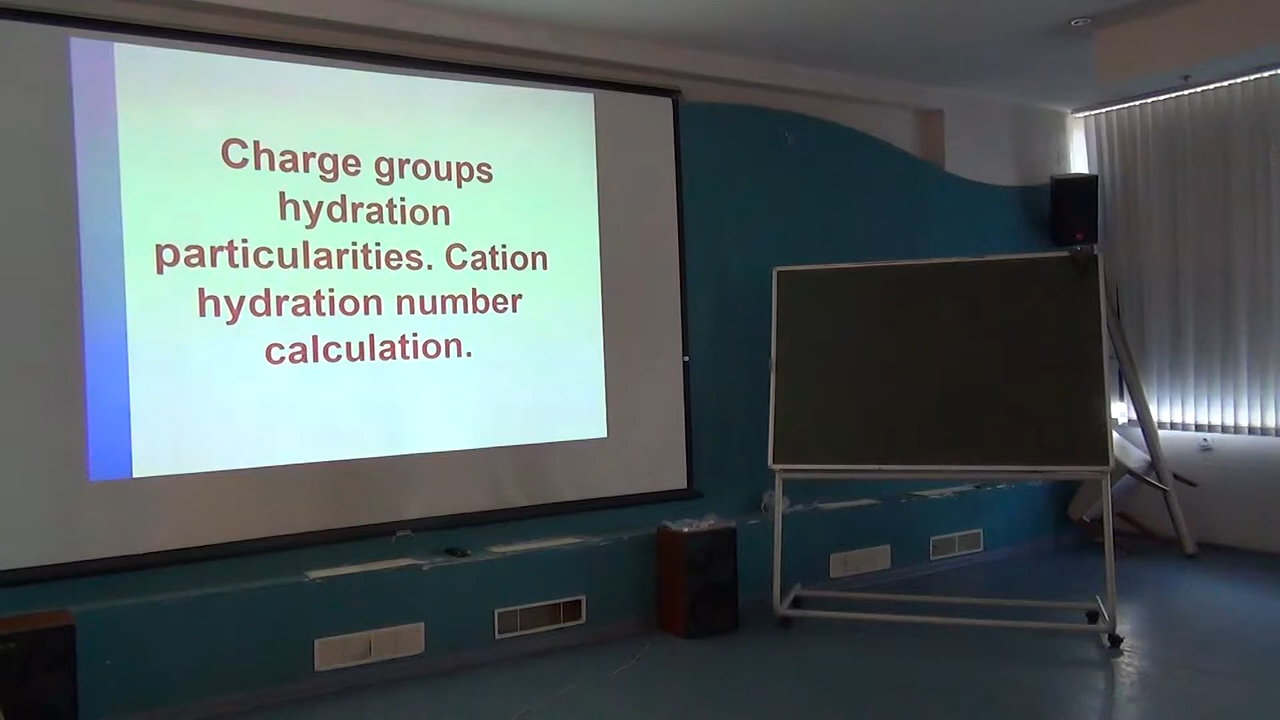 Charge groups
hydration
particularities. Cation
hydration number
calculation.